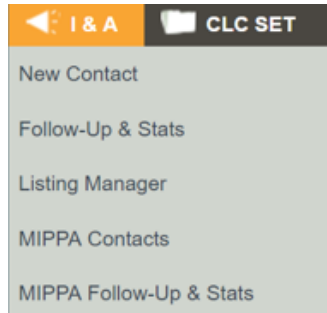 I & A CLC SET
New Contact
Follow-Up & Stats
Listing Manager
MIPPA Contacts
MIPPA Follow-Up & Stats